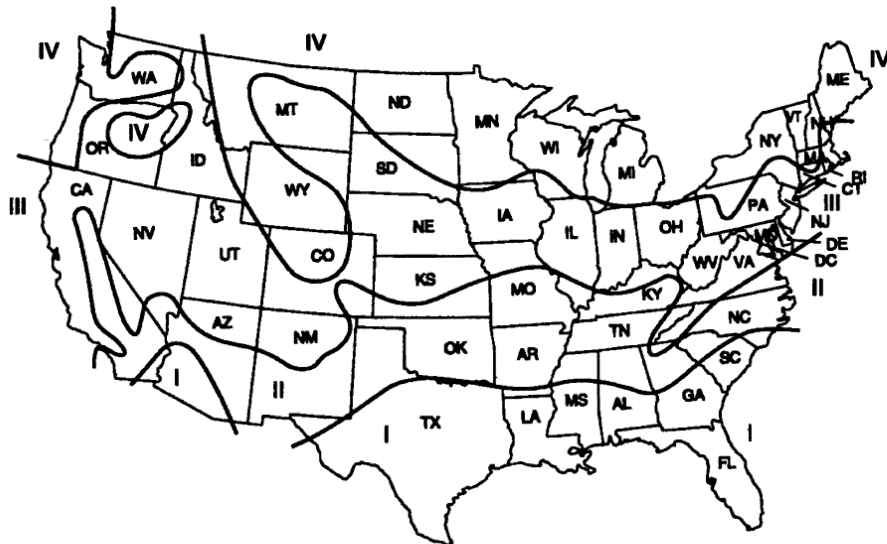 IV
IV
IV
ME
WA
MT
ND
MN
VT
NH
IV
OR
ID
SD
WI
MI
NY
MA
RI
CT
III
CA
WY
PA
III
NJ
NV
UT
CO
NE
IA
IL
IN
OH
MD
DE
DC
WV
VA
KS
MO
KY
II
AZ
NM
OK
AR
TN
NC
SC
I
II
I
TX
LA
MS
AL
GA
I
FL